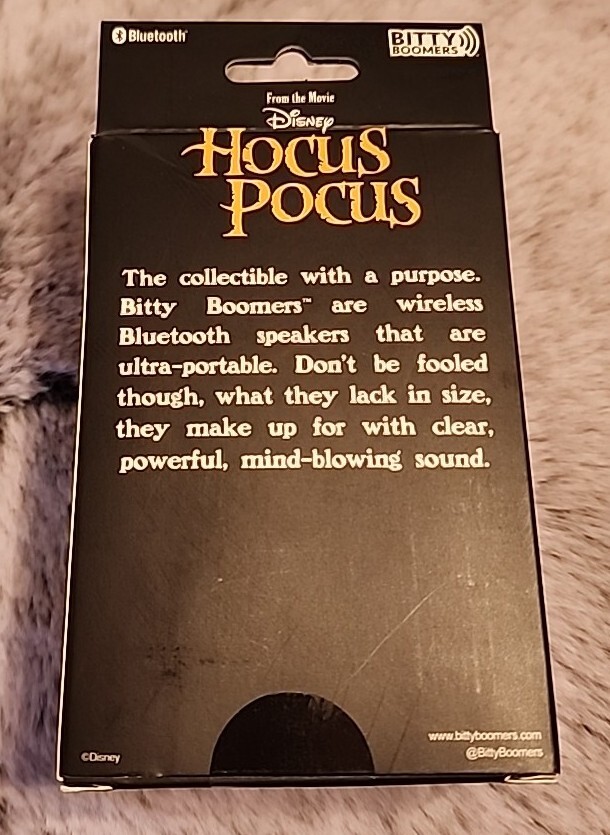 Bluetooth®
BITTY
BOOMERS™
From the Movie
Disney
HOCUS
POCUS
The collectible with a purpose.
Bitty Boomers™ are wireless
Bluetooth speakers that are
ultra-portable. Don't be fooled
though, what they lack in size,
they make up for with clear,
powerful, mind-blowing sound.
www.bittyboomers.com
@BittyBoomers
©Disney